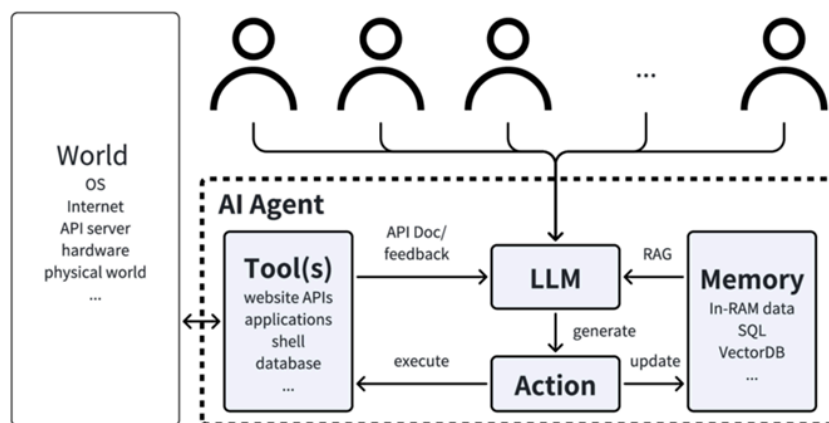 World
OS
Internet
API server
hardware
physical world
...
...
AI Agent
Tool(s)
website APIs
applications
shell
database
...
API Doc/
feedback
LLM
RAG
Memory
In-RAM data
SQL
VectorDB
...
generate
execute
Action
update